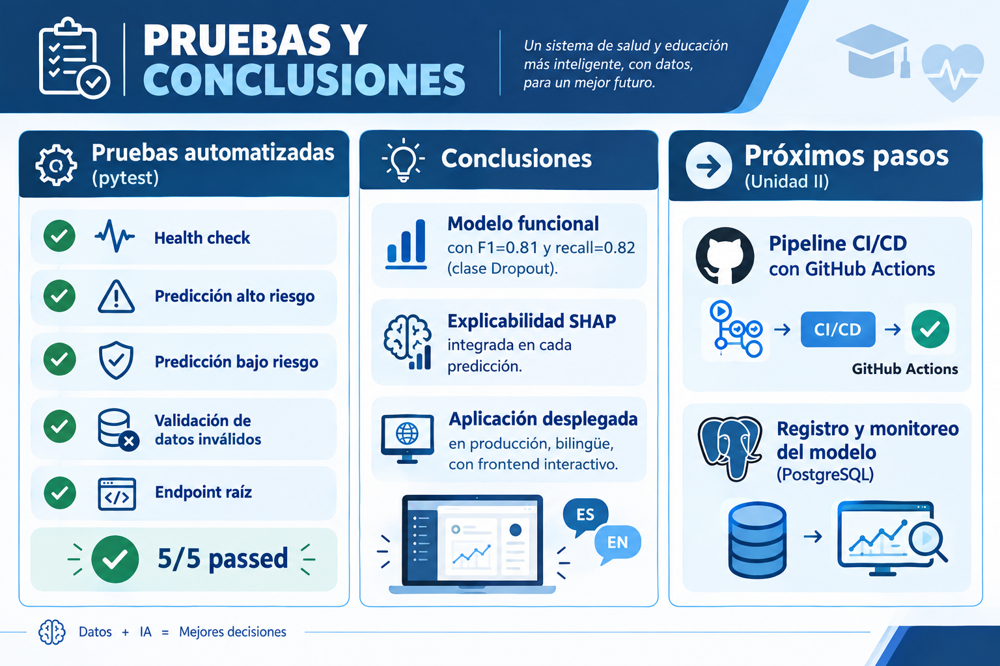 PRUEBAS Y
CONCLUSIONES
Un sistema de salud y educación
más inteligente, con datos,
para un mejor futuro.
Pruebas automatizadas
(pytest)
Health check
Predicción alto riesgo
Predicción bajo riesgo
Validación de
datos inválidos
Endpoint raíz
5/5 passed
Conclusiones
Modelo funcional
con F1=0.81 y recall=0.82
(clase Dropout).
Explicabilidad SHAP
integrada en cada
predicción.
Aplicación desplegada
en producción, bilingüe,
con frontend interactivo.
ES
EN
Próximos pasos
(Unidad II)
Pipeline CI/CD
con GitHub Actions
CI/CD
GitHub Actions
Registro y monitoreo
del modelo
(PostgreSQL)
Datos + IA = Mejores decisiones